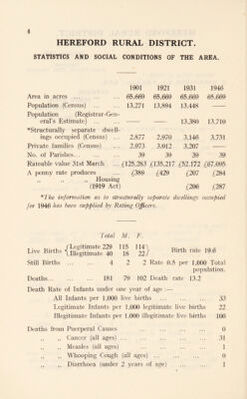 4
HEREFORD RURAL DISTRICT.
STATISTICS AND SOCIAL CONDITIONS OF THE AREA.
1901 1921 1931 1946
Area in acres ... ... ... 65,669 65,669 65,669 65,669
Population (Census) ... ... 13,271 13,894 13,448 —
Population (Registrar-Gen-
eral's Estimate) ... ... — — 13,380 13,710
*Structurally separate dwell-
ings occupied (Census) ... 2,877 2,970 3,146 3,731
Private families (Census) ... 2,973 3,012 3,207 —
No. of Parishes... ... ... 39 39 39 39
Rateable value 31st March ... £125,283 £135,217 £52,172 £67,095
A penny rate produces ... £389 £429 £207 £284
„ „ „ Housing
(1919 Act) £206 £287
*The information as to structurally separate dwellings occupied
for 1946 has been supplied by Rating Officers.
Total M. F.
Live Births {Legitimate 229 115 114} Birth rate 19.6
{Illegitimate 40 18 22}
Still Births ... ... 4 2 2 Rate 0.5 per 1,000 Total
population.
Deaths... ... ... 181 79 102 Death rate 13.2
Death Rate of Infants under one year of age :—
All Infants per 1,000 live births ... ... ... 33
Legitimate Infants per 1,000 legitimate live births 22
Illegitimate Infants per 1,000 illegitimate live births 100
Deaths from Puerperal Causes ... ... ... 0
„ „ Cancer (all ages) ... ... ... 31
„ „ Measles (all ages) ... ... ... 1
„ „ Whooping Cough (all ages) ... ... 0
„ „ Diarrhoea (under 2 years of age) ... ... 1